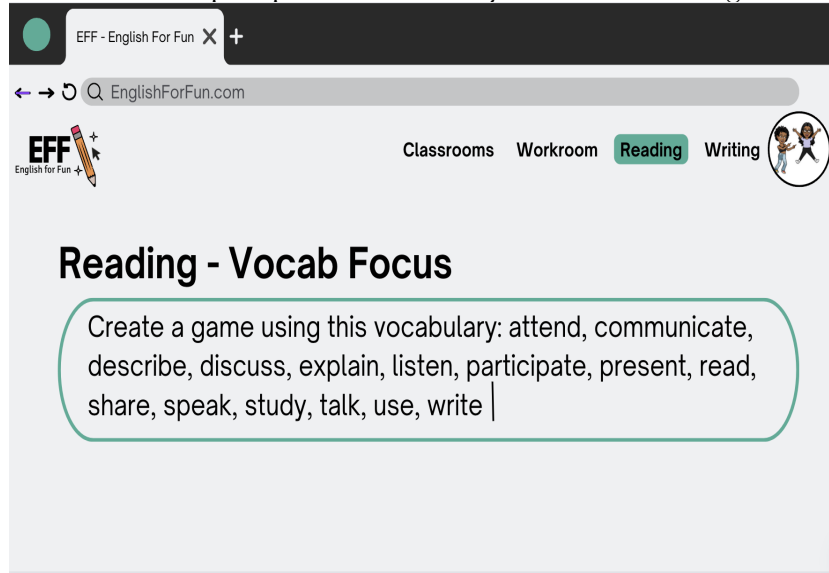 EFF - English For Fun
EnglishForFun.com
EFF
English for Fun
Classrooms Workroom Reading Writing
Reading - Vocab Focus
Create a game using this vocabulary: attend, communicate,
describe, discuss, explain, listen, participate, present, read,
share, speak, study, talk, use, write